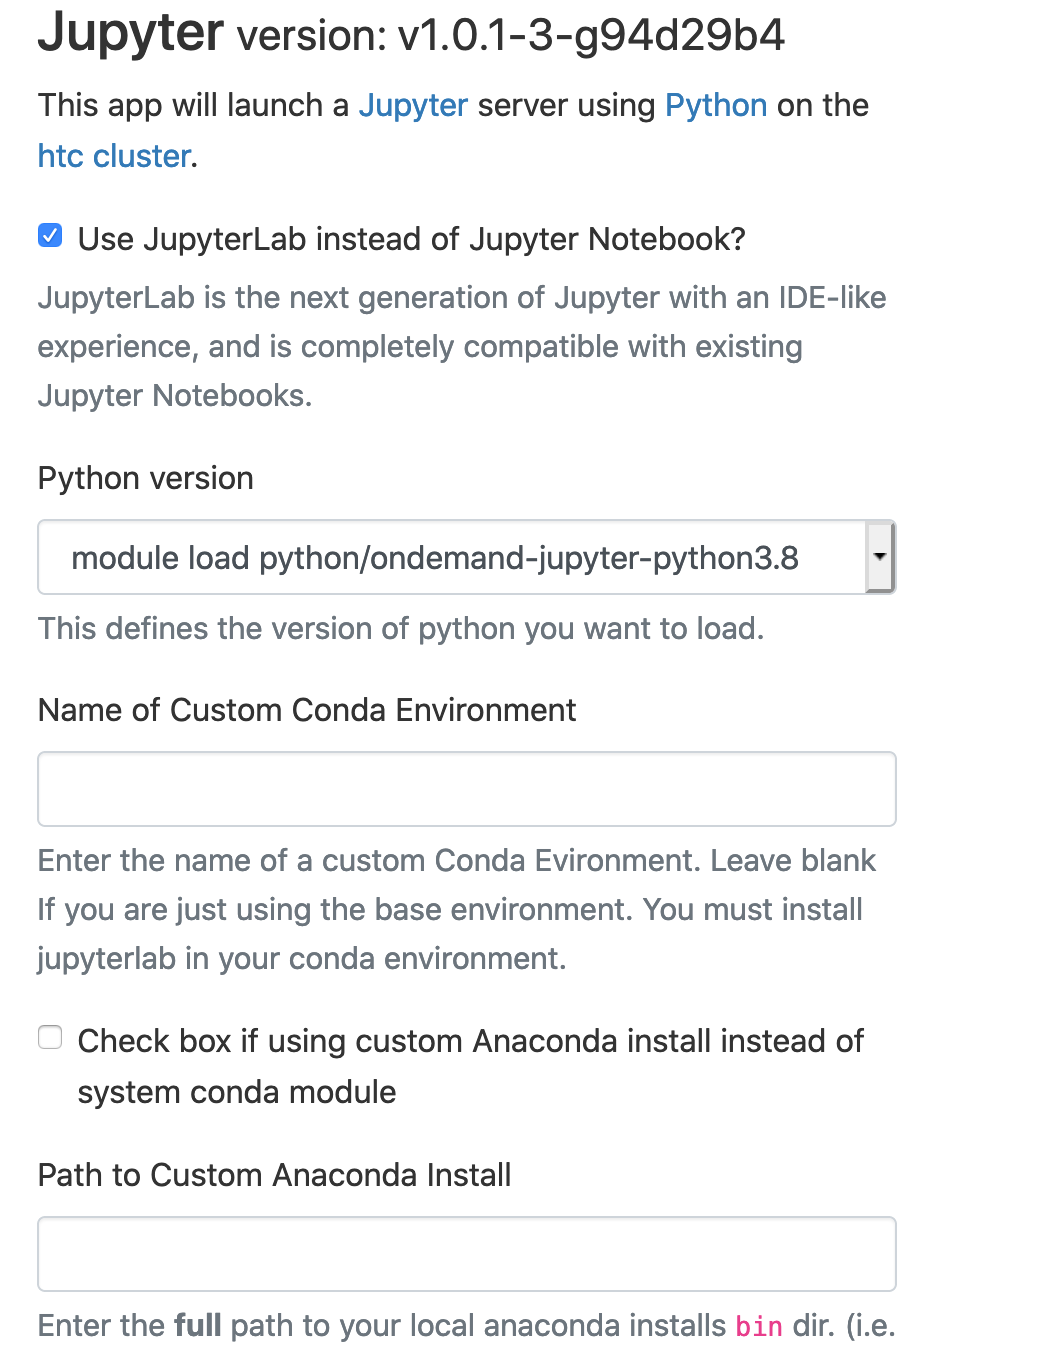 Jupyter version: v1.0.1-3-g94d29b4
This app will launch a Jupyter server using Python on the
htc cluster.
Use JupyterLab instead of Jupyter Notebook?
JupyterLab is the next generation of Jupyter with an IDE-like
experience, and is completely compatible with existing
Jupyter Notebooks.
Python version
module load python/ondemand-jupyter-python3.8
This defines the version of python you want to load.
Name of Custom Conda Environment
Enter the name of a custom Conda Evironment. Leave blank
If you are just using the base environment. You must install
jupyterlab in your conda environment.
Check box if using custom Anaconda install instead of
system conda module
Path to Custom Anaconda Install
Enter the full path to your local anaconda installs bin dir. (i.e.